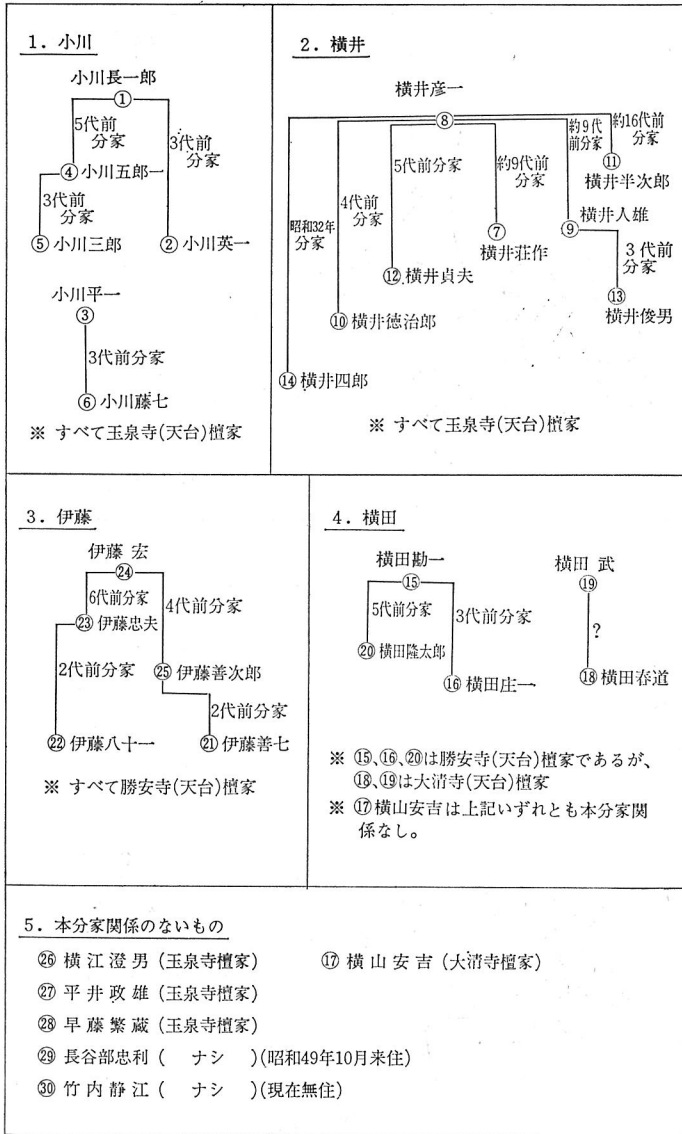 1．小川
小川長一郎
①
5代前
分家
3代前
分家
④ 小川五郎一
3代前
分家
⑤ 小川三郎
② 小川英一
小川平一
③
3代前分家
⑥ 小川藤七
※ すべて玉泉寺(天台)檀家
2．横井
横井彦一
⑧
約9代
前分家
約16代前
分家
⑪
横井半次郎
5代前分家
約9代前
分家
4代前
分家
昭和32年
分家
横井人雄
⑨
⑦
横井荘作
3代前
分家
⑫ 横井貞夫
⑬
横井俊男
⑩ 横井徳治郎
⑭ 横井四郎
※ すべて玉泉寺(天台)檀家
3．伊藤
伊藤 宏
㉔
6代前分家
4代前分家
㉓ 伊藤忠夫
2代前分家
㉕ 伊藤善次郎
2代前分家
㉒ 伊藤八十一
㉑ 伊藤善七
※ すべて勝安寺(天台)檀家
4．横田
横田勘一
⑮
5代前分家
3代前分家
⑳ 横田隆太郎
⑯ 横田庄一
横田 武
⑲
？
⑱ 横田春道
※ ⑮、⑯、⑳は勝安寺(天台)檀家であるが、
⑱、⑲は大清寺(天台)檀家
※ ⑰横山安吉は上記いずれとも本分家関
係なし。
5．本分家関係のないもの
㉖ 横江澄男 (玉泉寺檀家)
⑰ 横山安吉 (大清寺檀家)
㉗ 平井政雄 (玉泉寺檀家)
㉘ 早藤繁蔵 (玉泉寺檀家)
㉙ 長谷部忠利 ( ナシ )(昭和49年10月来住)
㉚ 竹内静江 ( ナシ )(現在無住)